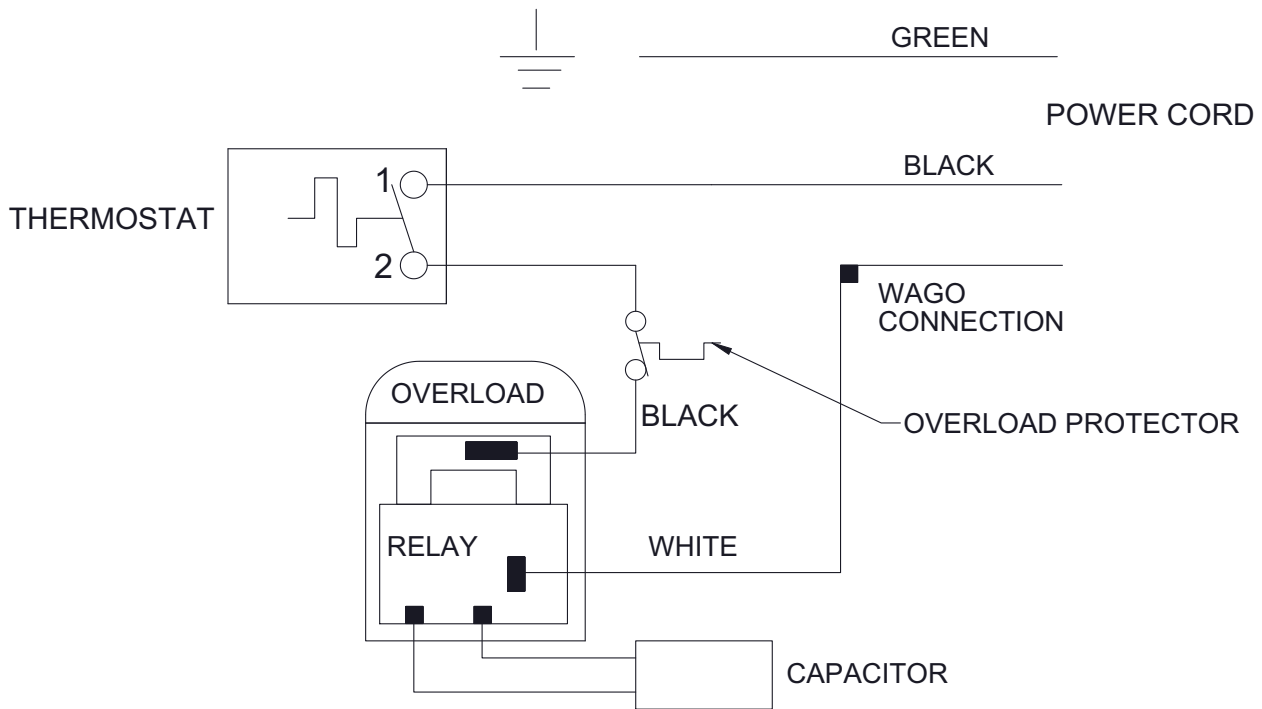 GREEN
POWER CORD
BLACK
THERMOSTAT
1
2
WAGO
CONNECTION
OVERLOAD
BLACK
OVERLOAD PROTECTOR
RELAY
WHITE
CAPACITOR